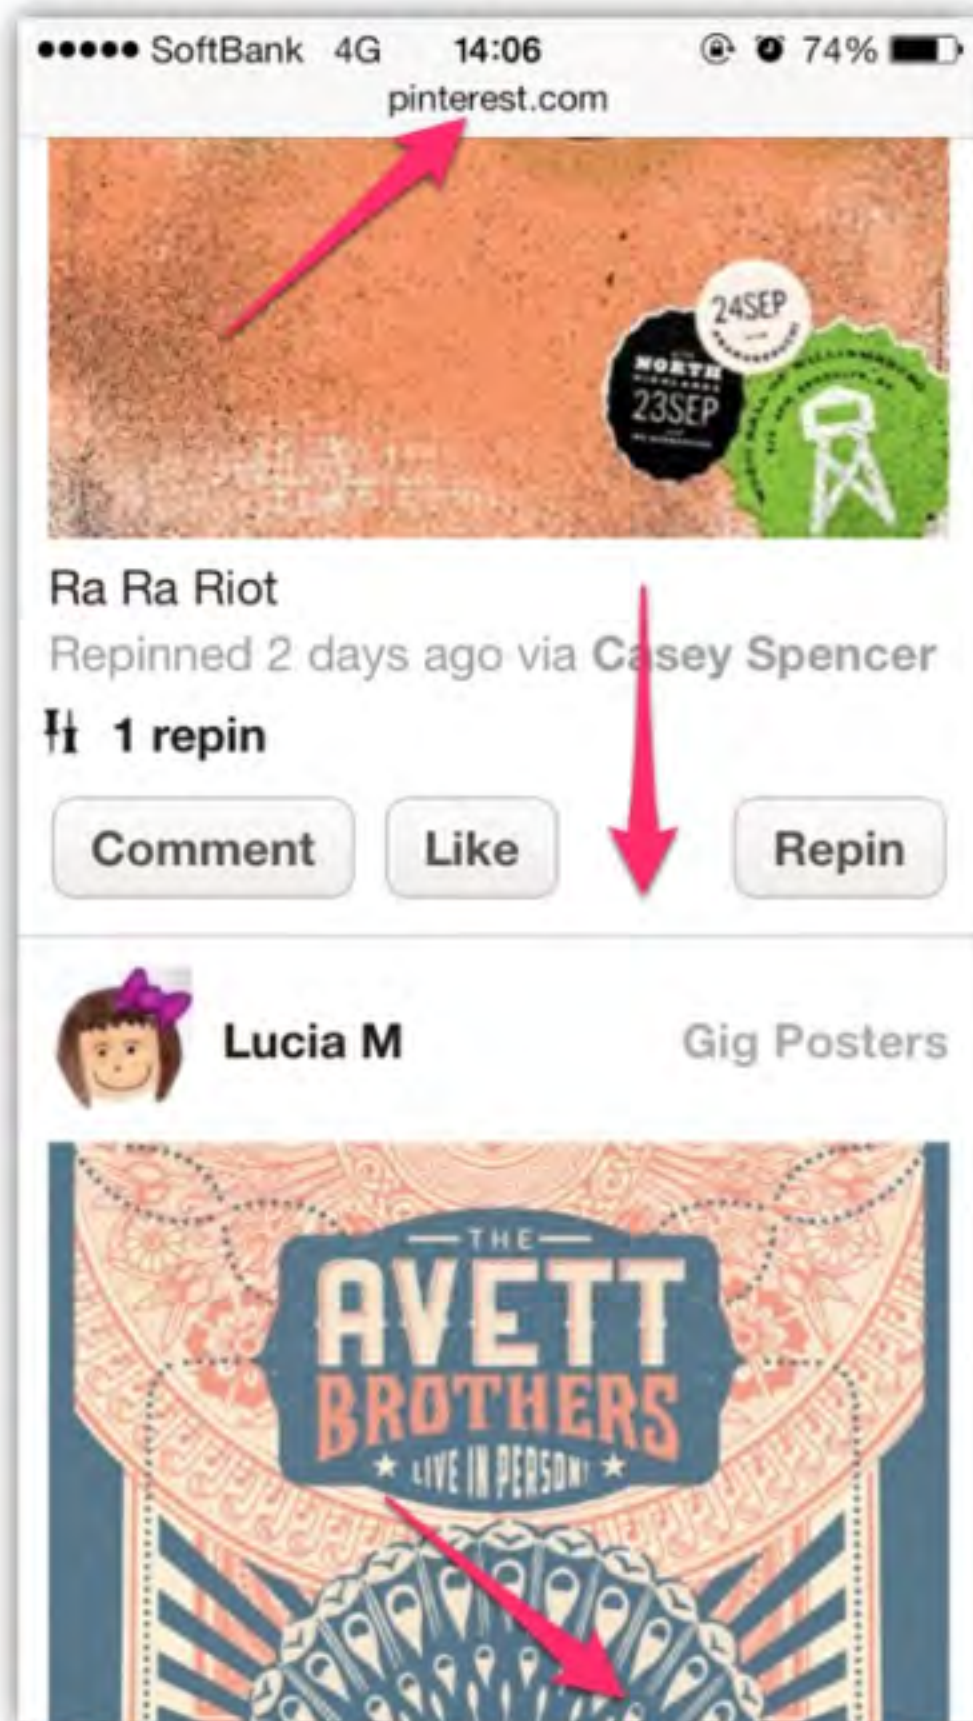 SoftBank 4G 14:06 74%
pinterest.com
24SEP
NORTH
23SEP
Ra Ra Riot
Repinned 2 days ago via Casey Spencer
1 repin
Comment Like Repin
Lucia M Gig Posters
THE
AVETT
BROTHERS
LIVE IN PERSON!